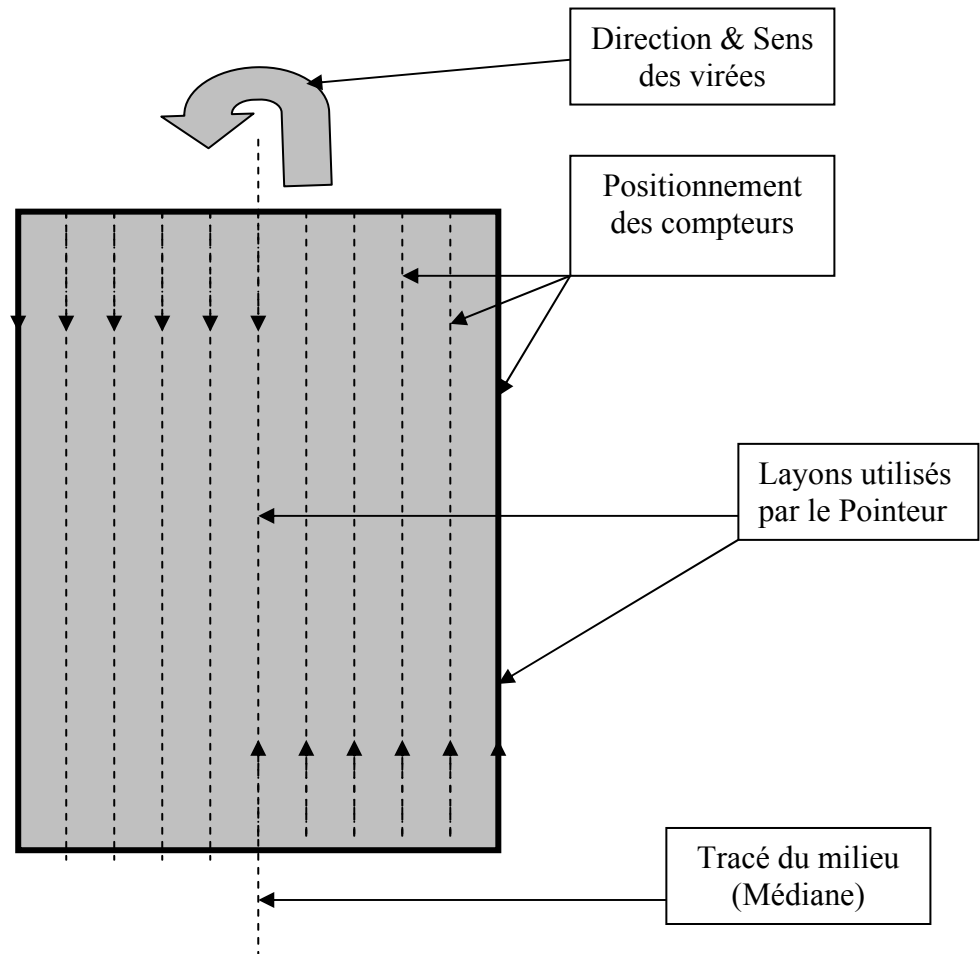 Direction & Sens
des virées
Positionnement
des compteurs
Layons utilisés
par le Pointeur
Tracé du milieu
(Médiane)